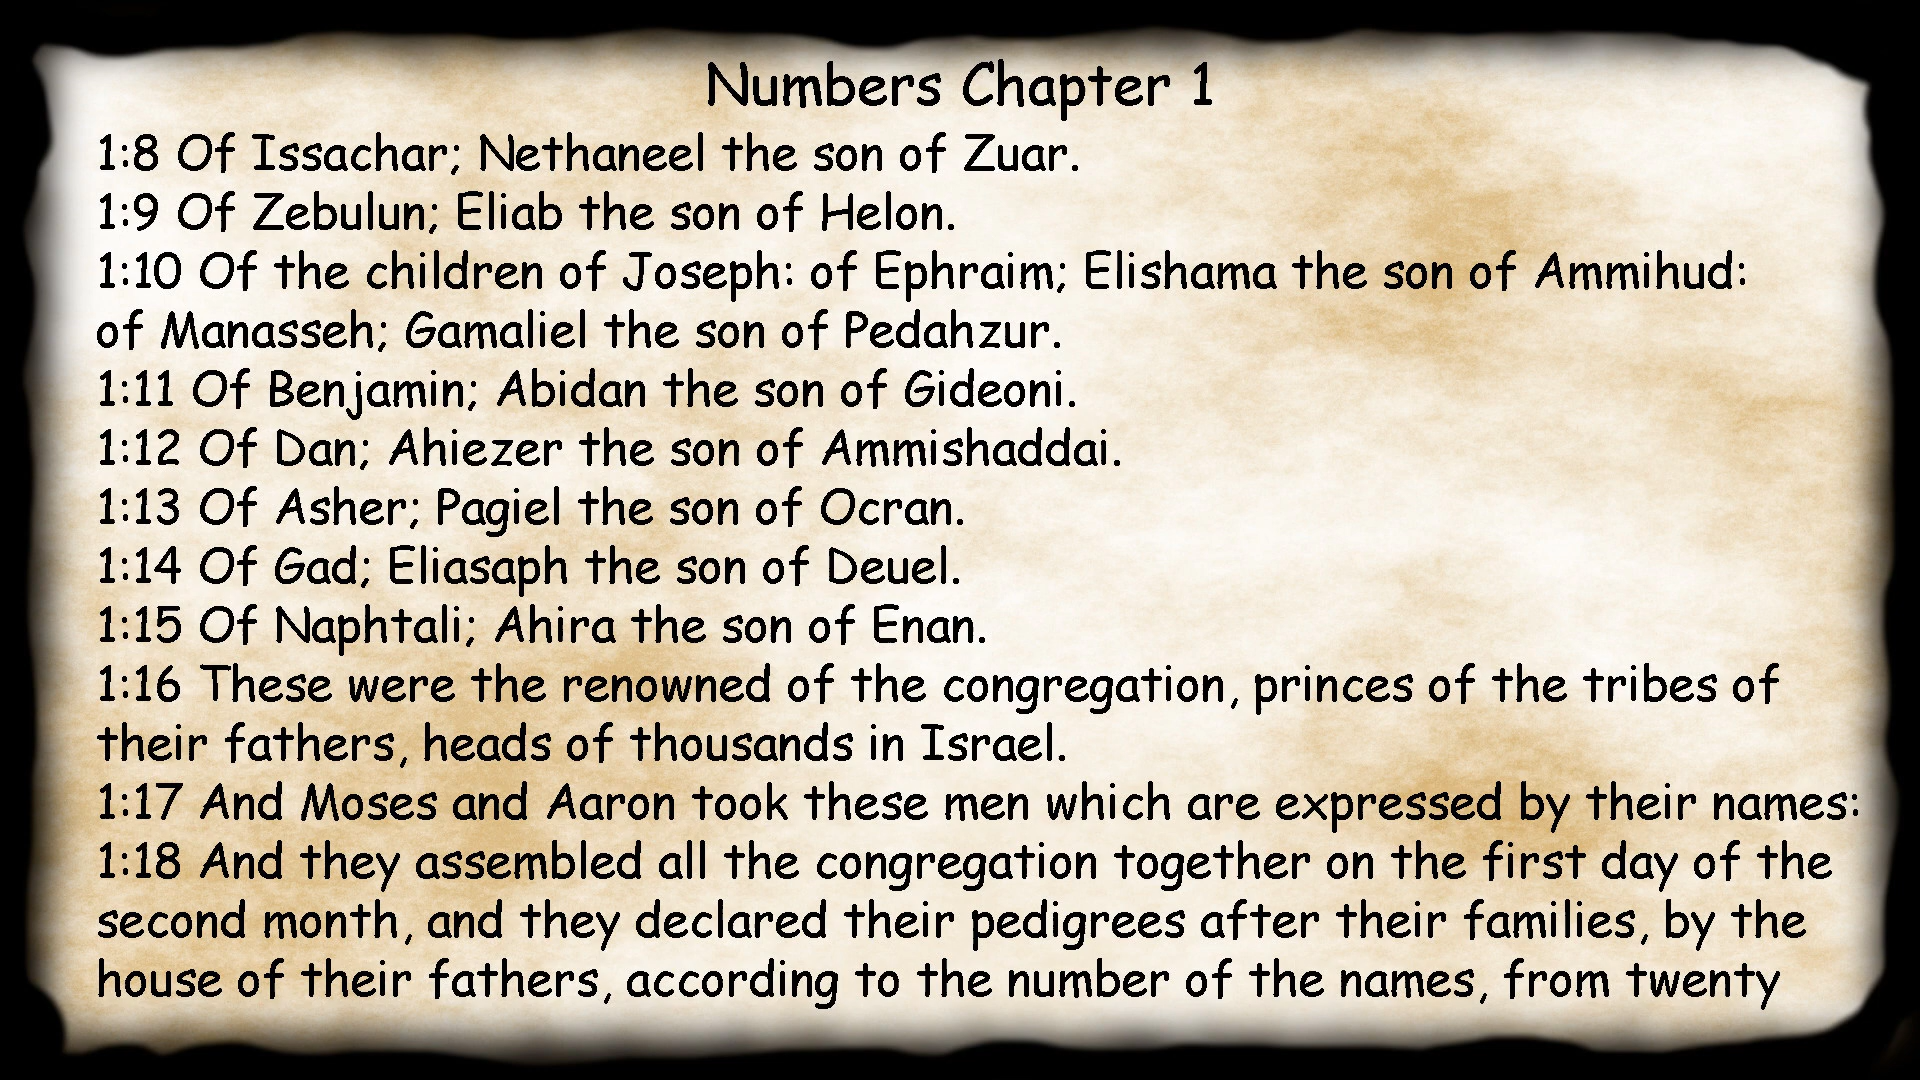 Numbers Chapter 1
1:8 Of Issachar; Nethaneel the son of Zuar.
1:9 Of Zebulun; Eliab the son of Helon.
1:10 Of the children of Joseph: of Ephraim; Elishama the son of Ammihud:
of Manasseh; Gamaliel the son of Pedahzur.
1:11 Of Benjamin; Abidan the son of Gideoni.
1:12 Of Dan; Ahiezer the son of Ammishaddai.
1:13 Of Asher; Pagiel the son of Ocran.
1:14 Of Gad; Eliasaph the son of Deuel.
1:15 Of Naphtali; Ahira the son of Enan.
1:16 These were the renowned of the congregation, princes of the tribes of
their fathers, heads of thousands in Israel.
1:17 And Moses and Aaron took these men which are expressed by their names:
1:18 And they assembled all the congregation together on the first day of the
second month, and they declared their pedigrees after their families, by the
house of their fathers, according to the number of the names, from twenty